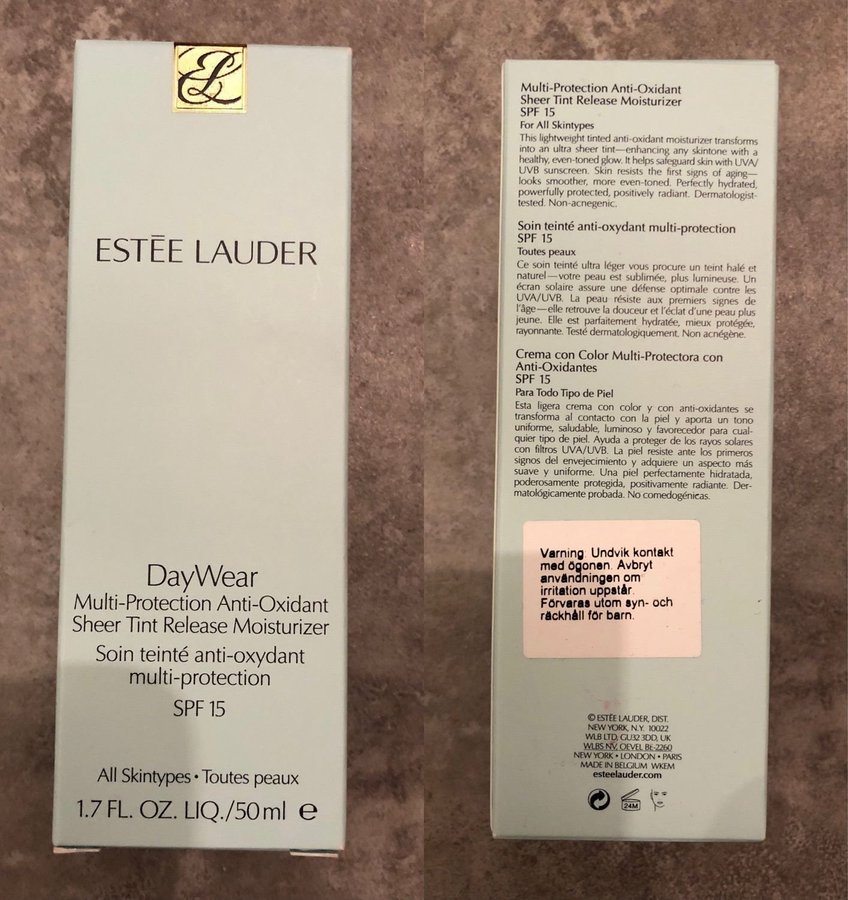 EL
ESTĒE LAUDER
DayWear
Multi-Protection Anti-Oxidant
Sheer Tint Release Moisturizer
Soin teinté anti-oxydant
multi-protection
SPF 15
All Skintypes • Toutes peaux
1.7 FL. OZ. LIQ./50 ml ℮
Multi-Protection Anti-Oxidant
Sheer Tint Release Moisturizer
SPF 15
For All Skintypes
This lightweight tinted anti-oxidant moisturizer transforms
into an ultra sheer tint—enhancing any skintone with a
healthy, even-toned glow. It helps safeguard skin with UVA/
UVB sunscreen. Skin resists the first signs of aging—
looks smoother, more even-toned. Perfectly hydrated,
powerfully protected, positively radiant. Dermatologist-
tested. Non-acnegenic.
Soin teinté anti-oxydant multi-protection
SPF 15
Toutes peaux
Ce soin teinté ultra léger vous procure un teint halé et
naturel—votre peau est sublimée, plus lumineuse. Un
écran solaire assure une défense optimale contre les
UVA/UVB. La peau résiste aux premiers signes de
l'âge—elle retrouve la douceur et l'éclat d'une peau plus
jeune. Elle est parfaitement hydratée, mieux protégée,
rayonnante. Testé dermatologiquement. Non acnégène.
Crema con Color Multi-Protectora con
Anti-Oxidantes
SPF 15
Para Todo Tipo de Piel
Esta ligera crema con color y con anti-oxidantes se
transforma al contacto con la piel y aporta un tono
uniforme, saludable, luminoso y favorecedor para cual-
quier tipo de piel. Ayuda a proteger de los rayos solares
con filtros UVA/UVB. La piel resiste ante los primeros
signos del envejecimiento y adquiere un aspecto más
suave y uniforme. Una piel perfectamente hidratada,
poderosamente protegida, positivamente radiante. Der-
matológicamente probada. No comedogénicas.
Varning: Undvik kontakt
med ögonen. Avbryt
användningen om
irritation uppstår.
Förvaras utom syn- och
räckhåll för barn.
© ESTĒE LAUDER, DIST.
NEW YORK, N.Y. 10022
WLB LTD, GU32 3DD, UK
WLBS NV, OEVEL BE-2260
NEW YORK • LONDON • PARIS
MADE IN BELGIUM WKEM
esteelauder.com
24M